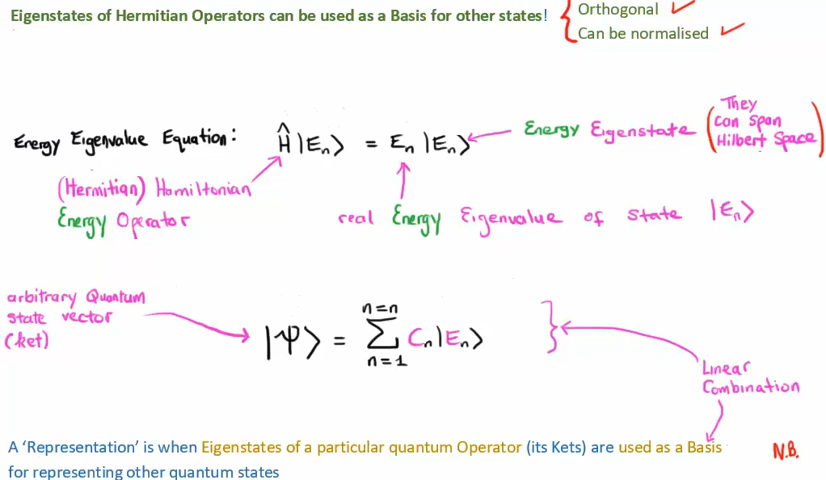 Eigenstates of Hermitian Operators can be used as a Basis for other states!
Orthogonal
Can be normalised
Energy Eigenvalue Equation:
Ĥ|Eₙ⟩ = Eₙ|Eₙ⟩
Energy Eigenstate
They
can span
Hilbert Space
(Hermitian) Hamiltonian
Energy Operator
real Energy Eigenvalue of state |Eₙ⟩
arbitrary Quantum
state vector
(ket)
n=n
|Ψ⟩ = Σ Cₙ|Eₙ⟩
n=1
Linear
Combination
A ‘Representation’ is when Eigenstates of a particular quantum Operator (its Kets) are used as a Basis
N.B.
for representing other quantum states